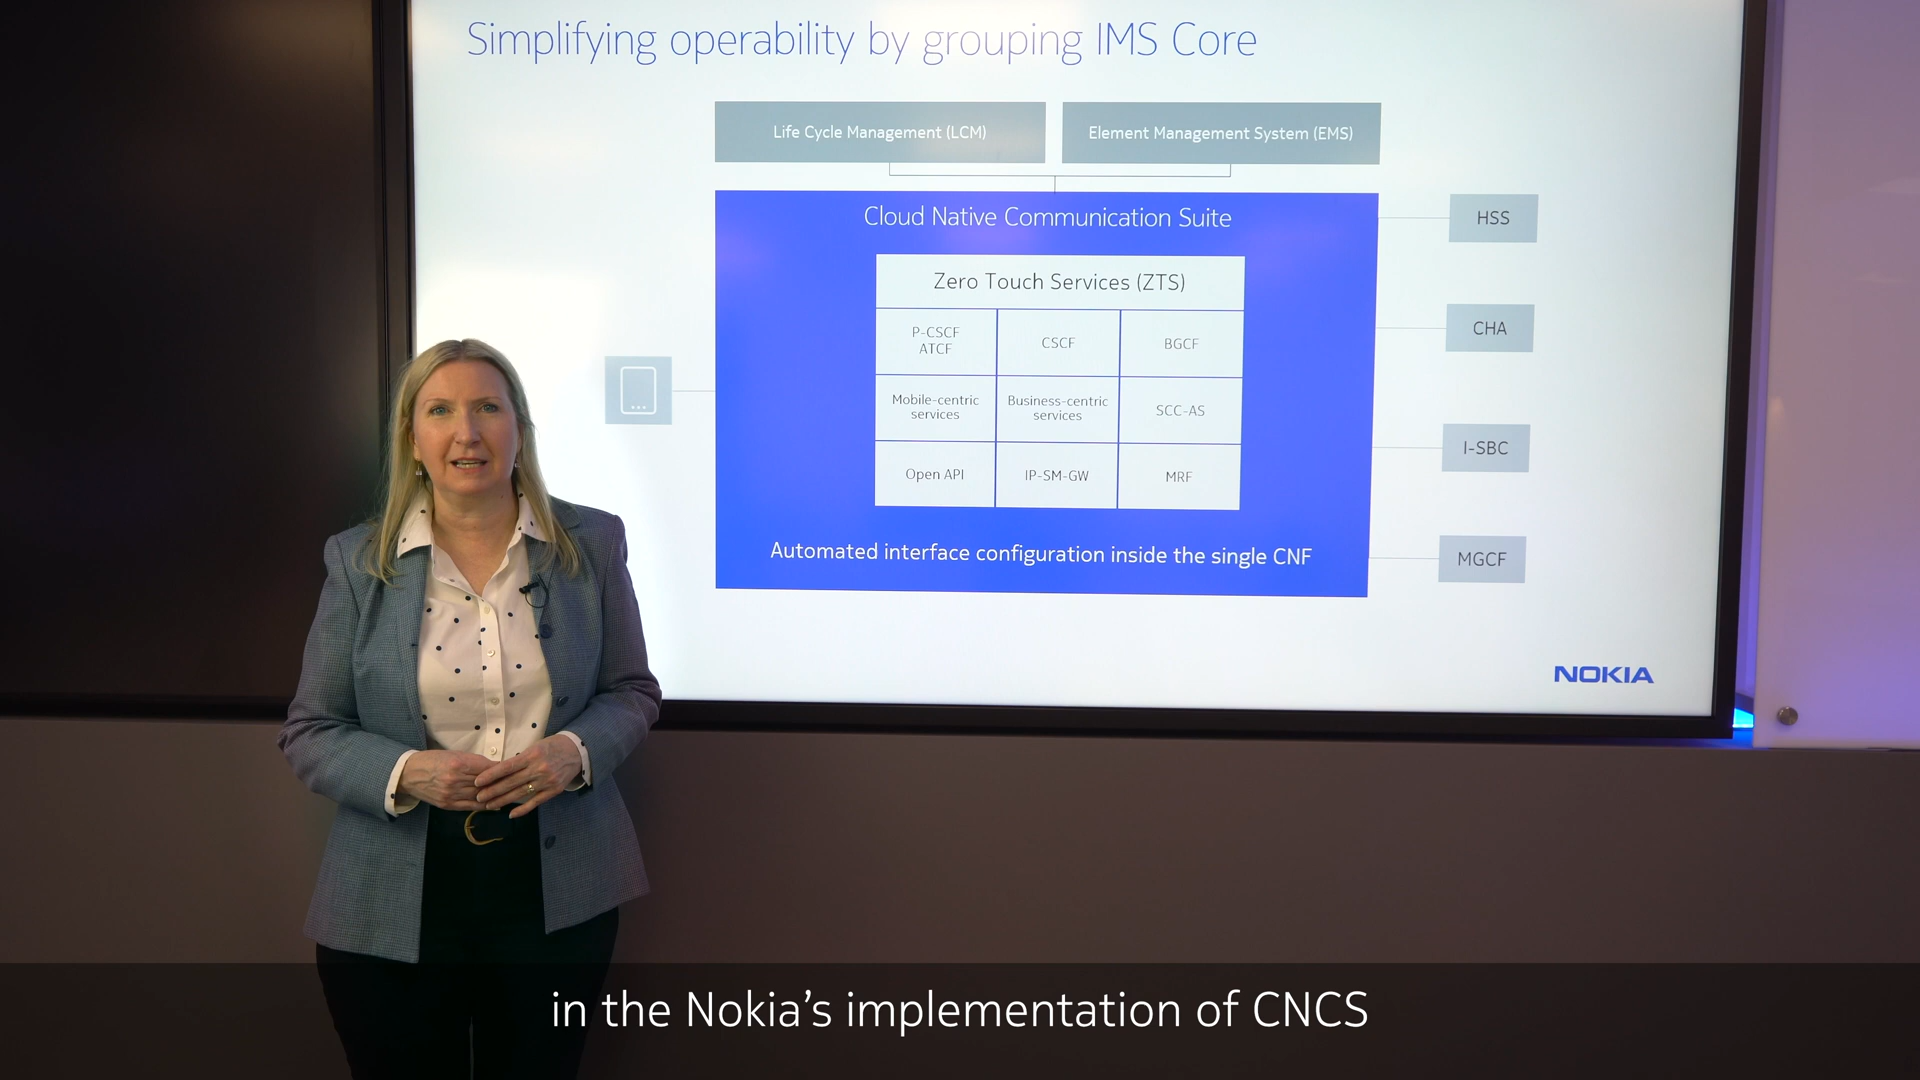 Simplifying operability by grouping IMS Core
Life Cycle Management (LCM)
Element Management System (EMS)
Cloud Native Communication Suite
Zero Touch Services (ZTS)
P-CSCF
ATCF
CSCF
BGCF
Mobile-centric
services
Business-centric
services
SCC-AS
Open API
IP-SM-GW
MRF
Automated interface configuration inside the single CNF
HSS
CHA
I-SBC
MGCF
NOKIA
in the Nokia’s implementation of CNCS